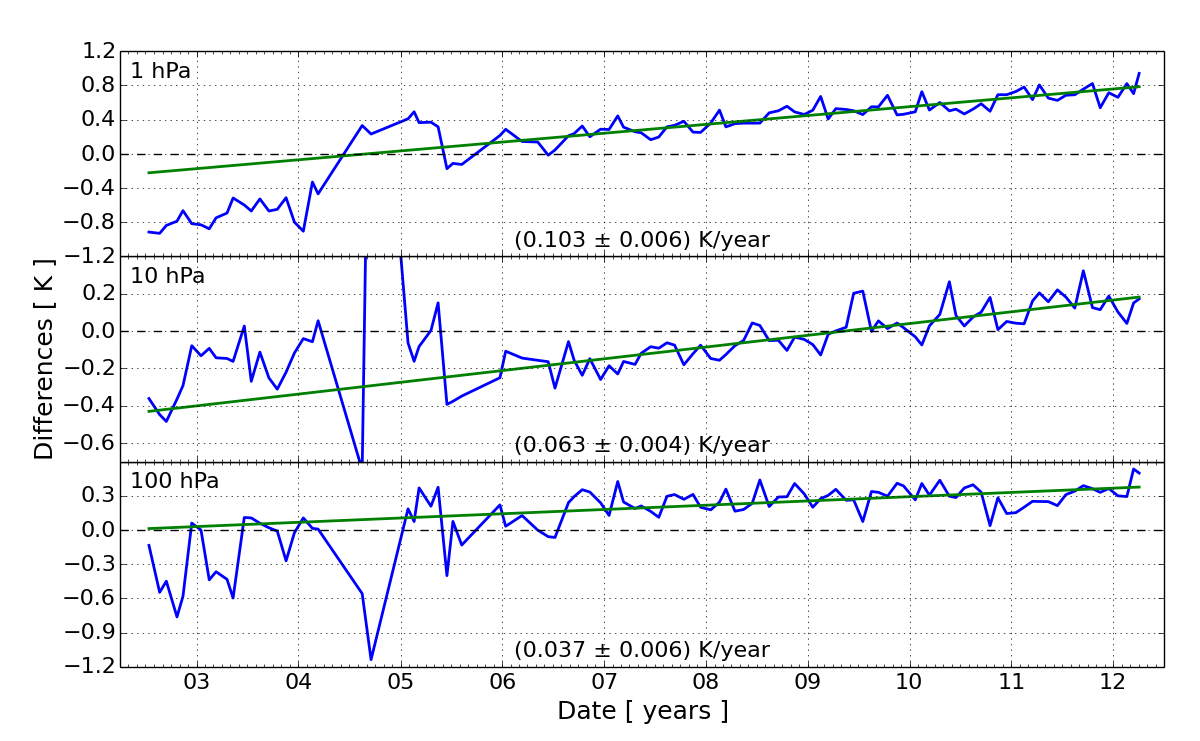 1.2
1 hPa
0.8
0.4
0.0
−0.4
−0.8
(0.103 ± 0.006) K/year
−1.2
10 hPa
0.2
0.0
−0.2
−0.4
(0.063 ± 0.004) K/year
−0.6
Differences [ K ]
100 hPa
0.3
0.0
−0.3
−0.6
−0.9
(0.037 ± 0.006) K/year
−1.2
03 04 05 06 07 08 09 10 11 12
Date [ years ]